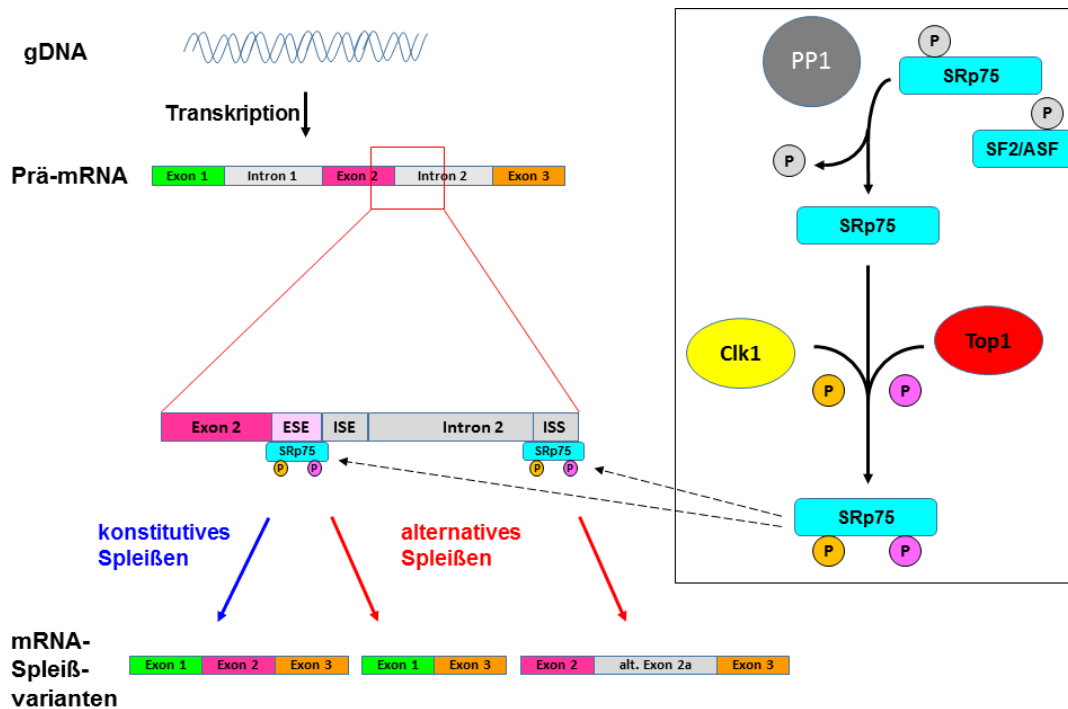 gDNA
Transkription
Prä-mRNA
Exon 1
Intron 1
Exon 2
Intron 2
Exon 3
Exon 2
ESE
ISE
Intron 2
ISS
SRp75
P
P
SRp75
P
P
konstitutives
Spleißen
alternatives
Spleißen
mRNA-
Spleiß-
varianten
Exon 1
Exon 2
Exon 3
Exon 1
Exon 3
Exon 2
alt. Exon 2a
Exon 3
PP1
P
SRp75
P
SF2/ASF
P
SRp75
Clk1
Top1
P
P
SRp75
P
P